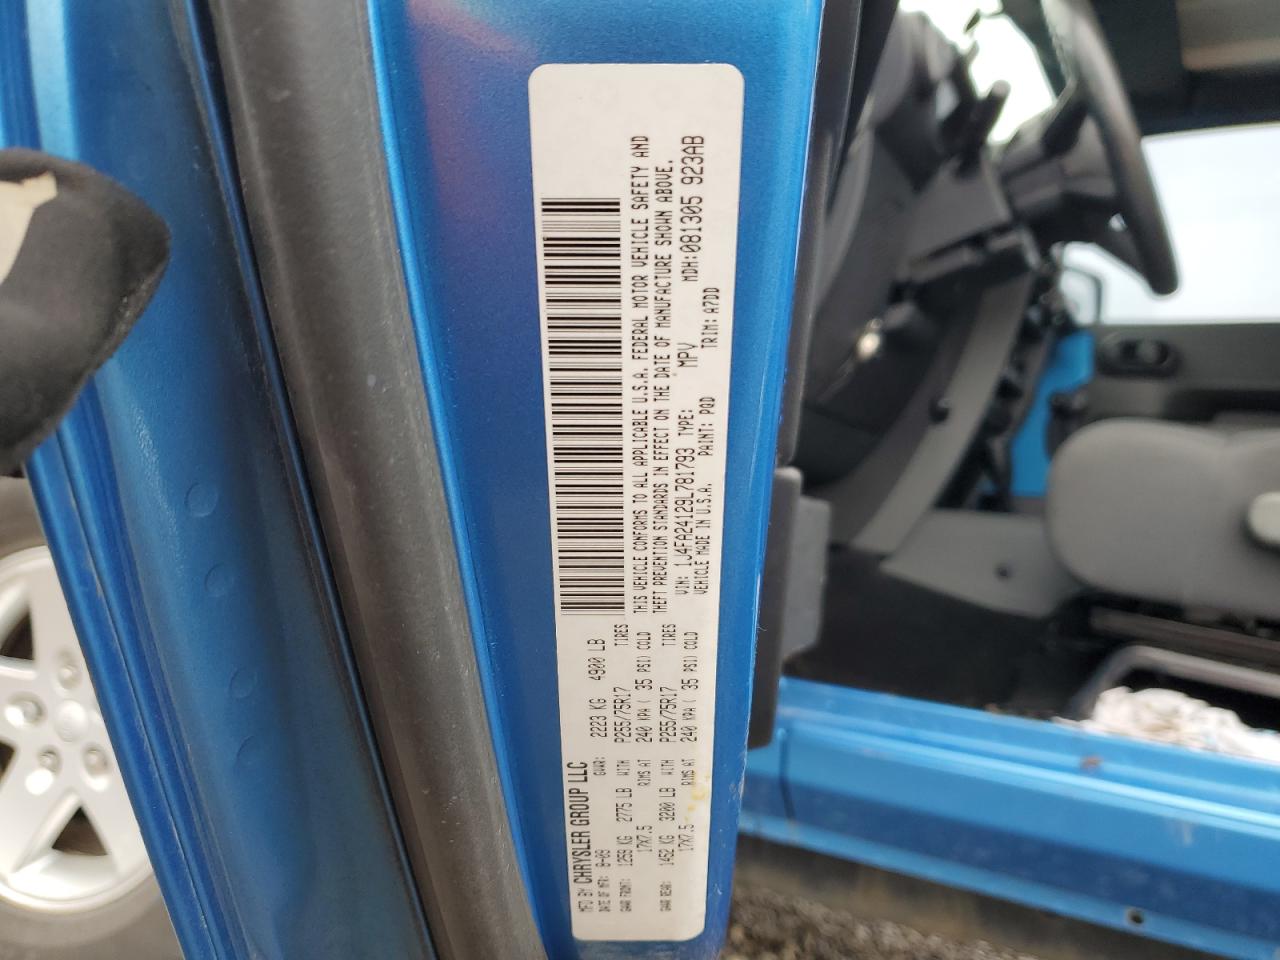 MFD BY CHRYSLER GROUP LLC
DATE OF MFR: 8-09 GVWR: 2223 KG 4900 LB
GAWR FRONT: 1259 KG 2775 LB WITH P255/75R17 TIRES
17X7.5 RIMS AT 240 KPA ( 35 PSI) COLD
GAWR REAR: 1452 KG 3200 LB WITH P255/75R17 TIRES
17X7.5 RIMS AT 240 KPA ( 35 PSI) COLD
THIS VEHICLE CONFORMS TO ALL APPLICABLE U.S.A. FEDERAL MOTOR VEHICLE SAFETY AND
THEFT PREVENTION STANDARDS IN EFFECT ON THE DATE OF MANUFACTURE SHOWN ABOVE.
VIN: 1J4FA24129L781793 TYPE: MPV MDH: 081305 923AB
VEHICLE MADE IN U.S.A. PAINT: PQD TRIM: A7DD